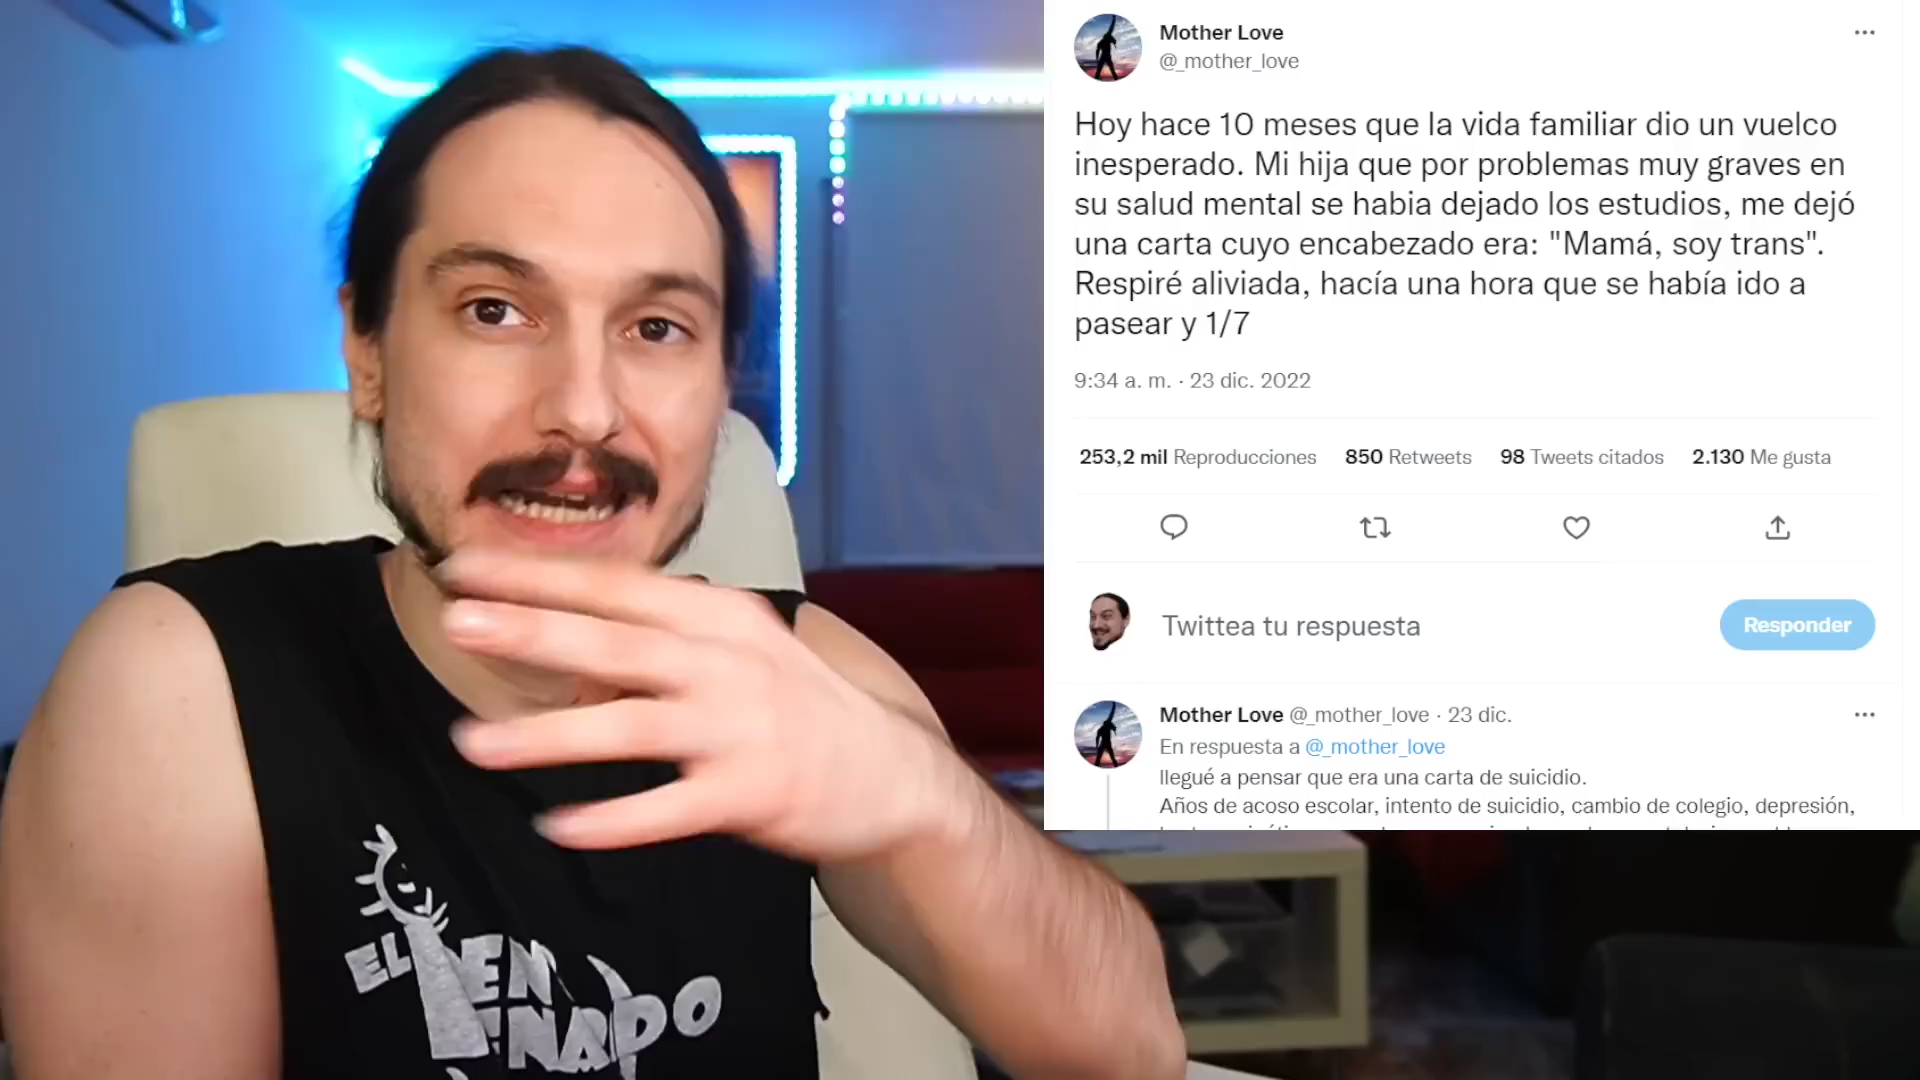 Mother Love
@_mother_love
Hoy hace 10 meses que la vida familiar dio un vuelco
inesperado. Mi hija que por problemas muy graves en
su salud mental se habia dejado los estudios, me dejó
una carta cuyo encabezado era: "Mamá, soy trans".
Respiré aliviada, hacía una hora que se había ido a
pasear y 1/7
9:34 a. m. · 23 dic. 2022
253,2 mil Reproducciones 850 Retweets 98 Tweets citados 2.130 Me gusta
Twittea tu respuesta
Responder
Mother Love @_mother_love · 23 dic.
En respuesta a @_mother_love
llegué a pensar que era una carta de suicidio.
Años de acoso escolar, intento de suicidio, cambio de colegio, depresión,
EL